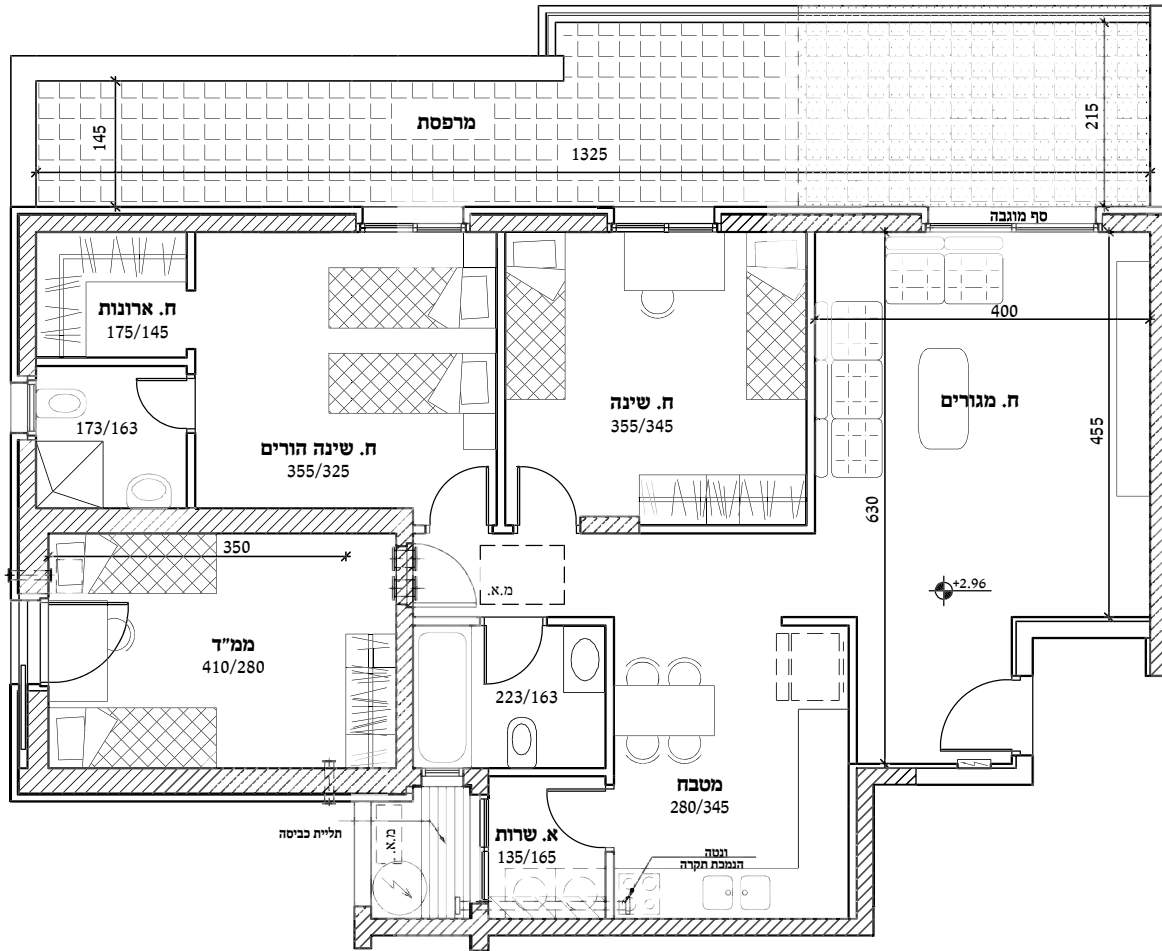 מרפסת
145
1325
215
סף מוגבה
ח. ארונות
175/145
400
173/163
ח. שינה הורים
355/325
ח. שינה
355/345
ח. מגורים
455
630
350
מ.א.
+2.96
ממ"ד
410/280
223/163
מטבח
280/345
תליית כביסה
מ.א.
א. שרות
135/165
ונטה
הנמכת תקרה